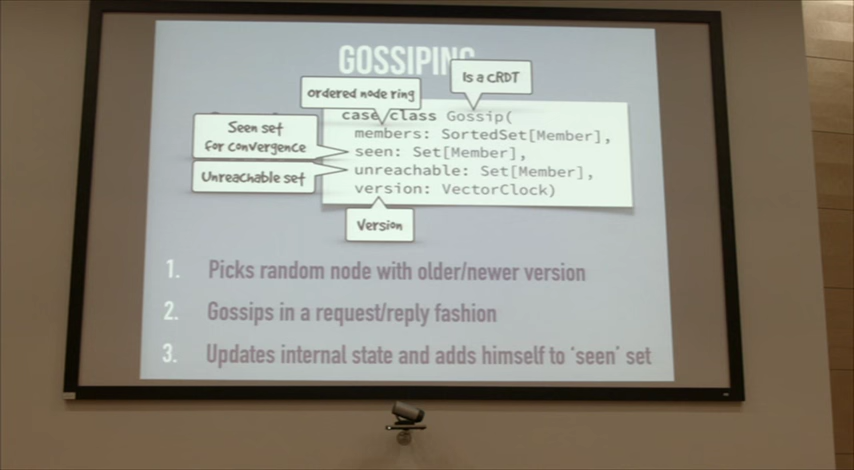 GOSSIPING
Is a CRDT
ordered node ring
case class Gossip(
members: SortedSet[Member],
Seen set
for convergence
seen: Set[Member],
Unreachable set
unreachable: Set[Member],
version: VectorClock)
Version
1. Picks random node with older/newer version
2. Gossips in a request/reply fashion
3. Updates internal state and adds himself to 'seen' set